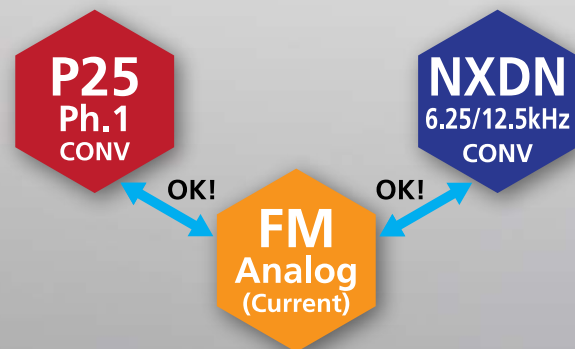 P25
Ph.1
CONV
NXDN
6.25/12.5kHz
CONV
OK!
OK!
FM
Analog
(Current)